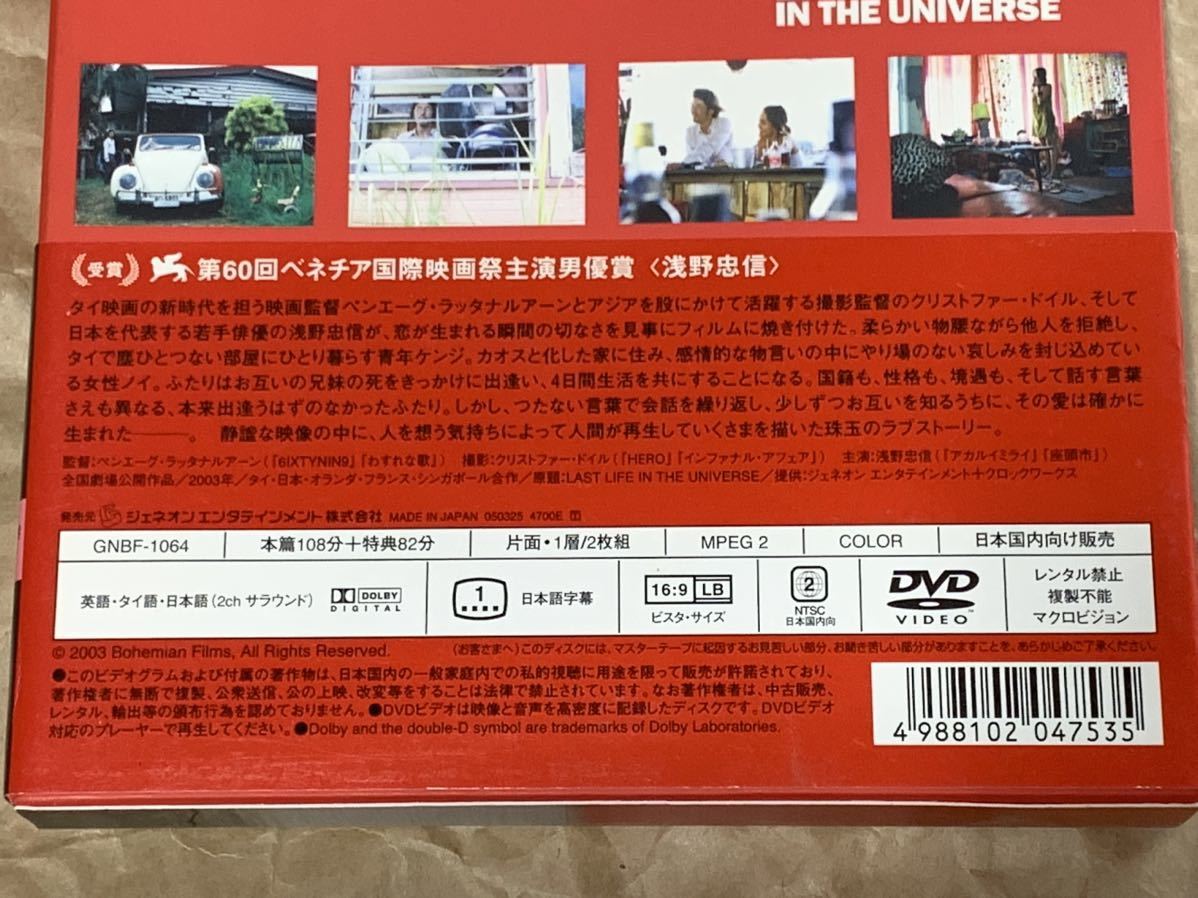 IN THE UNIVERSE
受賞 第60回ベネチア国際映画祭主演男優賞〈浅野忠信〉
タイ映画の新時代を担う映画監督ペンエーグ・ラッタナルアーンとアジアを股にかけて活躍する撮影監督のクリストファー・ドイル、そして
日本を代表する若手俳優の浅野忠信が、恋が生まれる瞬間の切なさを見事にフィルムに焼き付けた。柔らかい物腰ながら他人を拒絶し、
タイで塵ひとつない部屋にひとり暮らす青年ケンジ。カオスと化した家に住み、感情的な物言いの中にやり場のない哀しみを封じ込めてい
る女性ノイ。ふたりはお互いの兄妹の死をきっかけに出逢い、4日間生活を共にすることになる。国籍も、性格も、境遇も、そして話す言葉
さえも異なる、本来出逢うはずのなかったふたり。しかし、つたない言葉で会話を繰り返し、少しずつお互いを知るうちに、その愛は確かに
生まれた――。 静謐な映像の中に、人を想う気持ちによって人間が再生していくさまを描いた珠玉のラブストーリー。
監督:ペンエーグ・ラッタナルアーン(『6IXTYNIN9』『わすれな歌』) 撮影:クリストファー・ドイル(『HERO』『インファナル・アフェア』) 主演:浅野忠信(『アカルイミライ』『座頭市』)
全国劇場公開作品/2003年/タイ・日本・オランダ・フランス・シンガポール合作/原題:LAST LIFE IN THE UNIVERSE/提供:ジェネオン エンタテインメント+クロックワークス
発売元 ジェネオン エンタテインメント株式会社 MADE IN JAPAN 050325 4700E
GNBF-1064 本篇108分+特典82分 片面・1層/2枚組 MPEG 2 COLOR 日本国内向け販売
英語・タイ語・日本語(2ch サラウンド) DOLBY DIGITAL 1 日本語字幕 16:9 LB ビスタ・サイズ 2 NTSC 日本国内向 DVD VIDEO™ レンタル禁止 複製不能 マクロビジョン
© 2003 Bohemian Films, All Rights Reserved. (お客さまへ)このディスクには、マスターテープに起因するお見苦しい部分、お聞き苦しい部分がありますことを、あらかじめご了承ください。
●このビデオグラムおよび付属の著作物は、日本国内の一般家庭内での私的視聴に用途を限って販売が許諾されており、
著作権者に無断で複製、公衆送信、公の上映、改変等をすることは法律で禁止されています。なお著作権者は、中古販売、
レンタル、輸出等の頒布行為を認めておりません。●DVDビデオは映像と音声を高密度に記録したディスクです。DVDビデオ
対応のプレーヤーで再生してください。●Dolby and the double-D symbol are trademarks of Dolby Laboratories.
4 988102 047535